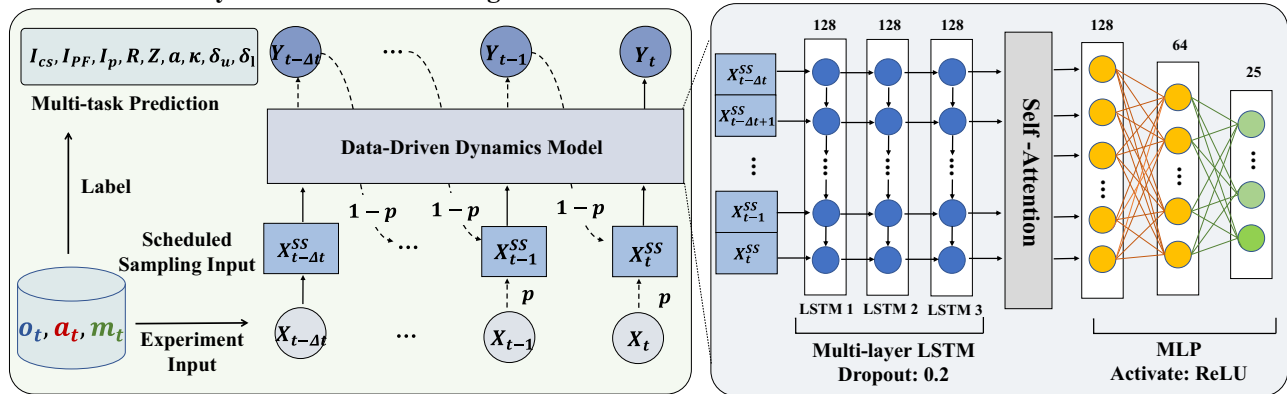 I_cs, I_PF, I_p, R, Z, a, κ, δ_u, δ_l
Multi-task Prediction
Label
Scheduled
Sampling Input
o_t, a_t, m_t
Experiment
Input
Y_{t-Δt} ... Y_{t-1} Y_t
Data-Driven Dynamics Model
1 − p 1 − p 1 − p
X^{SS}_{t-Δt} ... X^{SS}_{t-1} X^{SS}_t
p p
X_{t-Δt} ... X_{t-1} X_t
128 128 128 128 64 25
X^{SS}_{t-Δt}
X^{SS}_{t-Δt+1}
...
X^{SS}_{t-1}
X^{SS}_t
LSTM 1 LSTM 2 LSTM 3
Multi-layer LSTM
Dropout: 0.2
Self -Attention
MLP
Activate: ReLU